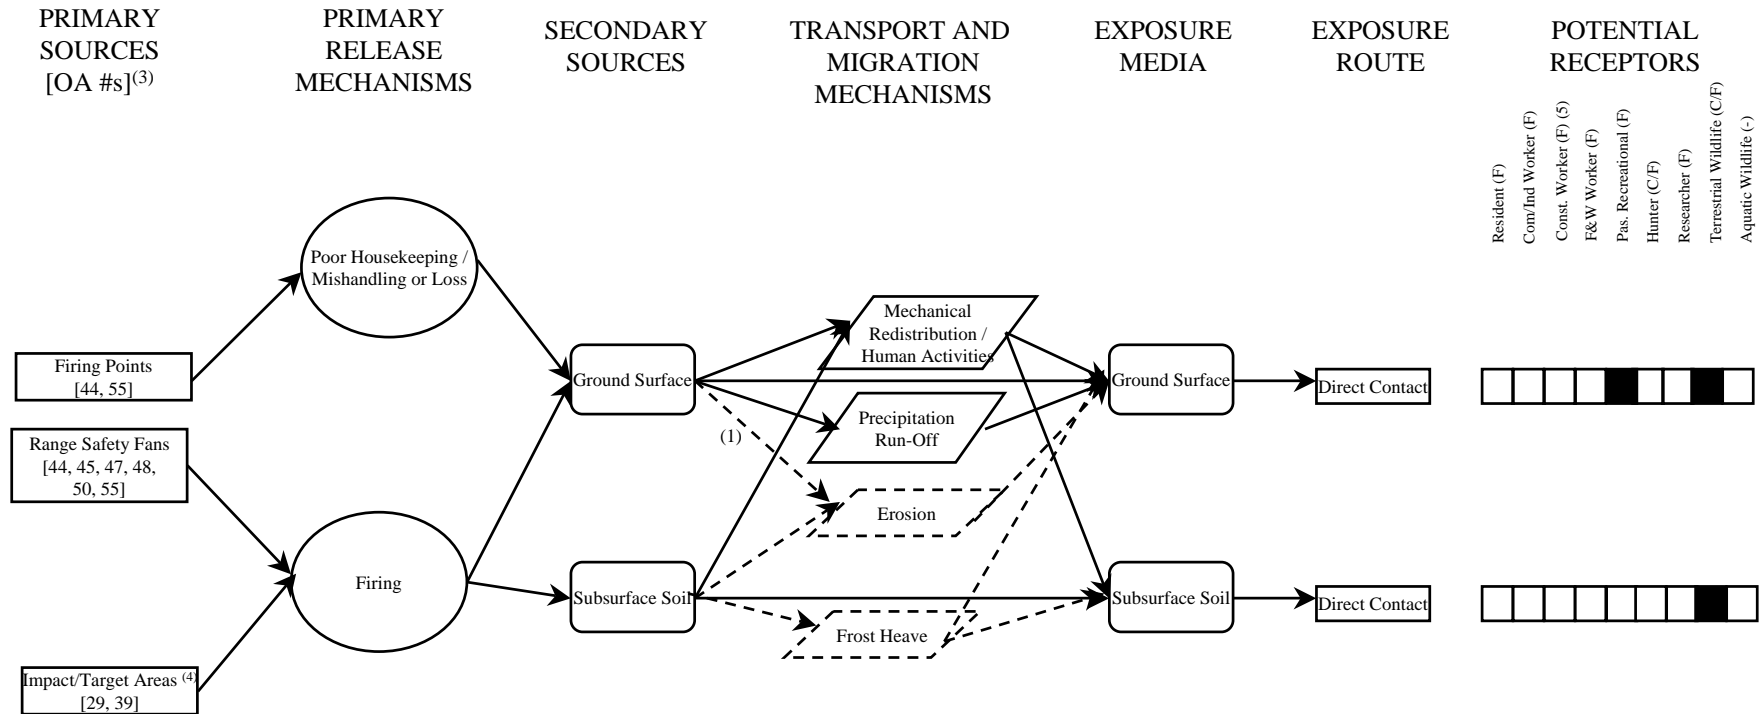 PRIMARY
SOURCES
[OA #s](3)
PRIMARY
RELEASE
MECHANISMS
SECONDARY
SOURCES
TRANSPORT AND
MIGRATION
MECHANISMS
EXPOSURE
MEDIA
EXPOSURE
ROUTE
POTENTIAL
RECEPTORS
Resident (F)
Com/Ind Worker (F)
Const. Worker (F) (5)
F&W Worker (F)
Pas. Recreational (F)
Hunter (C/F)
Researcher (F)
Terrestrial Wildlife (C/F)
Aquatic Wildlife (-)
Firing Points
[44, 55]
Range Safety Fans
[44, 45, 47, 48,
50, 55]
Impact/Target Areas (4)
[29, 39]
Poor Housekeeping /
Mishandling or Loss
Firing
Ground Surface
Subsurface Soil
(1)
Mechanical
Redistribution /
Human Activities
Precipitation
Run-Off
Erosion
Frost Heave
Ground Surface
Subsurface Soil
Direct Contact
Direct Contact